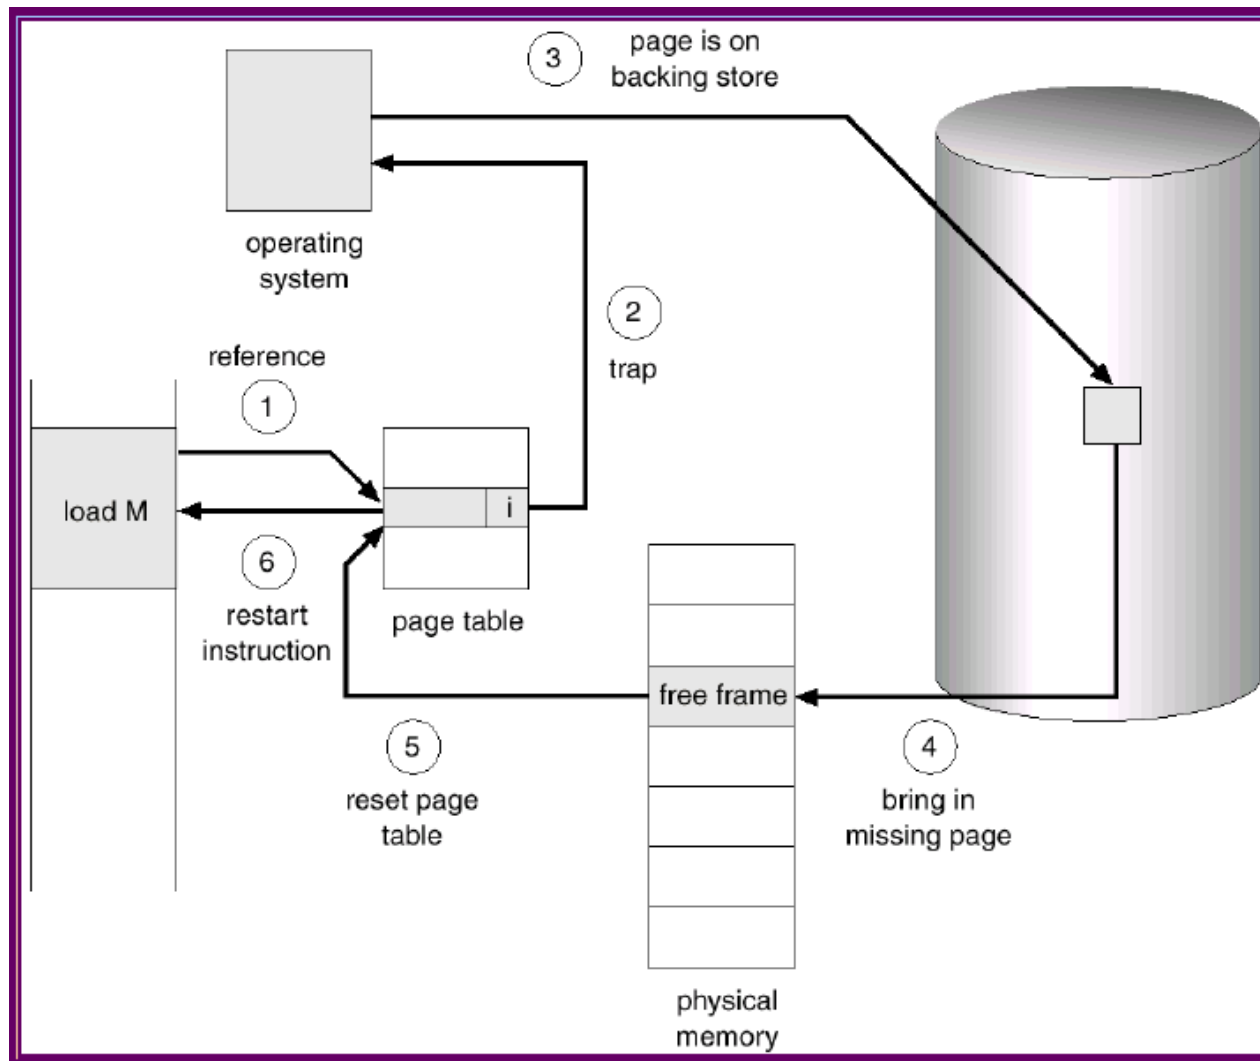 3
page is on
backing store
operating
system
2
trap
reference
1
load M
i
6
restart
instruction
page table
free frame
5
reset page
table
4
bring in
missing page
physical
memory